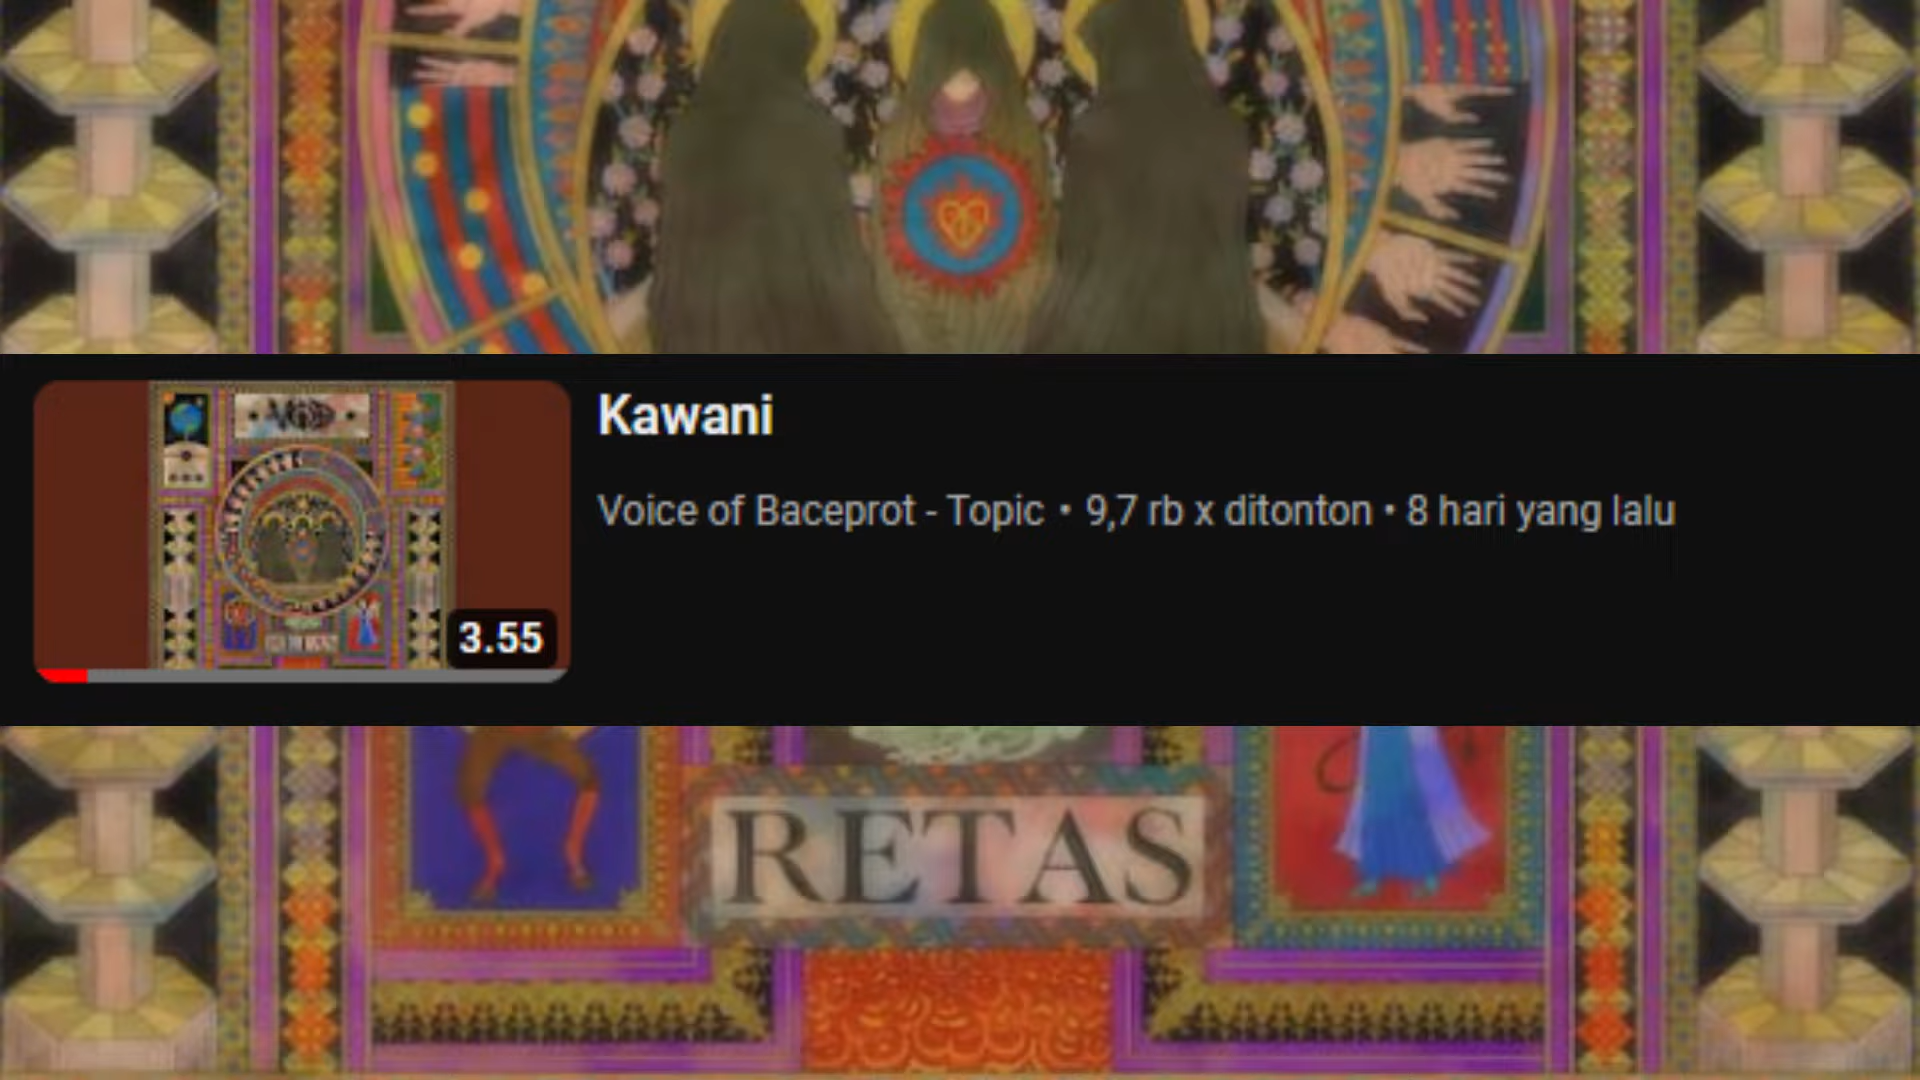 Kawani
Voice of Baceprot - Topic • 9,7 rb x ditonton • 8 hari yang lalu
3.55
RETAS